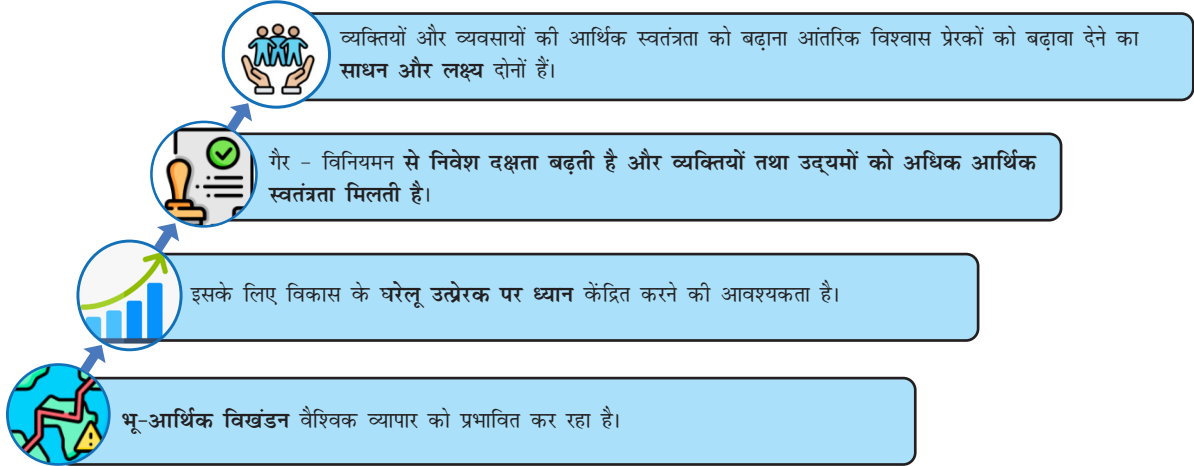 व्यक्तियों और व्यवसायों की आर्थिक स्वतंत्रता को बढ़ाना आंतरिक विश्वास प्रेरकों को बढ़ावा देने का
साधन और लक्ष्य दोनों हैं।
गैर - विनियमन से निवेश दक्षता बढ़ती है और व्यक्तियों तथा उद्यमों को अधिक आर्थिक
स्वतंत्रता मिलती है।
इसके लिए विकास के घरेलू उत्प्रेरक पर ध्यान केंद्रित करने की आवश्यकता है।
भू-आर्थिक विखंडन वैश्विक व्यापार को प्रभावित कर रहा है।